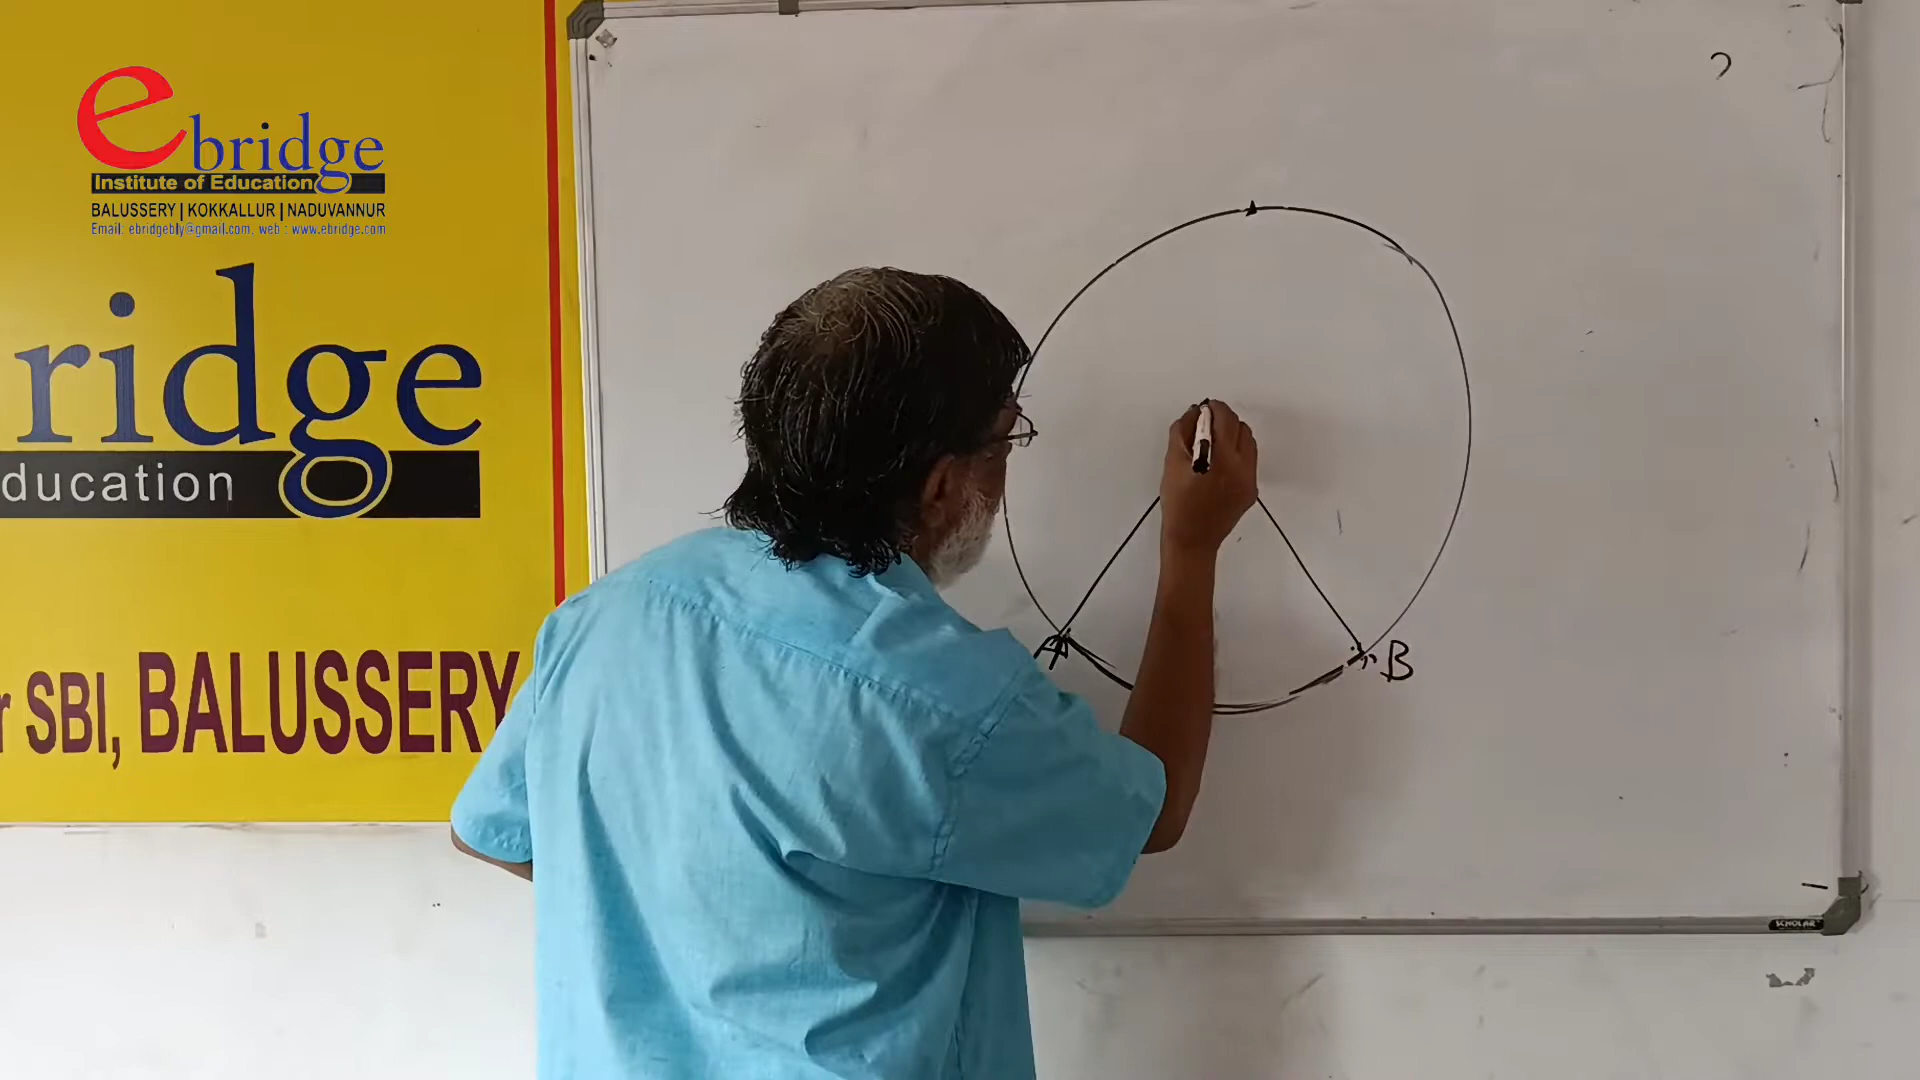 ebridge
Institute of Education
BALUSSERY | KOKKALLUR | NADUVANNUR
Email: ebridgebly@gmail.com, web : www.ebridge.com
ridge
ducation
r SBI, BALUSSERY
A
B
SCHOLAR